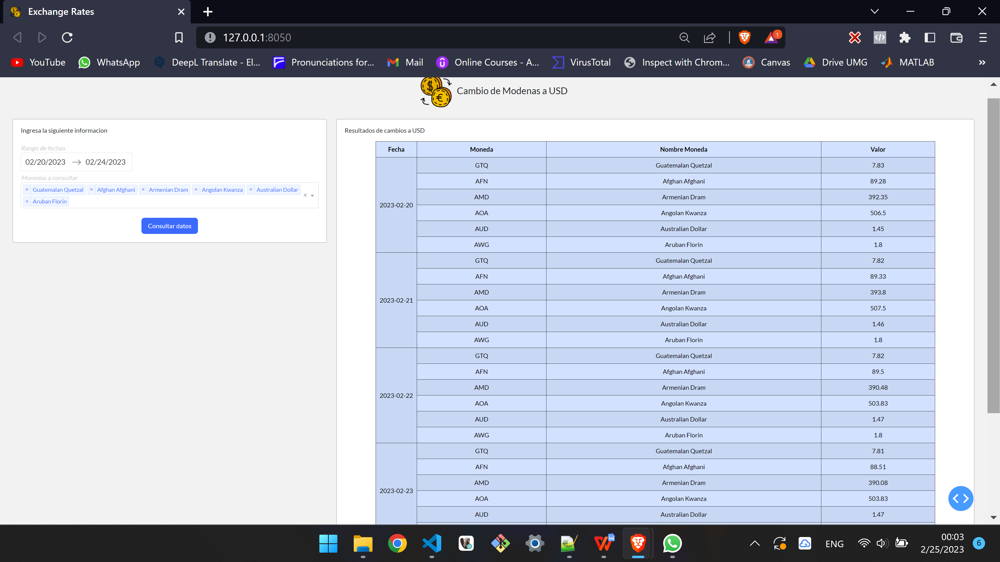 Exchange Rates
127.0.0.1:8050
1
YouTube WhatsApp DeepL Translate - El... Pronunciations for... Mail Online Courses - A... VirusTotal Inspect with Chrom... Canvas Drive UMG MATLAB
Cambio de Modenas a USD
Ingresa la siguiente informacion
Rango de fechas
02/20/2023 → 02/24/2023
Monedas a consultar
× Guatemalan Quetzal × Afghan Afghani × Armenian Dram × Angolan Kwanza × Australian Dollar
× Aruban Florin
Consultar datos
Resultados de cambios a USD
Fecha Moneda Nombre Moneda Valor
2023-02-20
GTQ Guatemalan Quetzal 7.83
AFN Afghan Afghani 89.28
AMD Armenian Dram 392.35
AOA Angolan Kwanza 506.5
AUD Australian Dollar 1.45
AWG Aruban Florin 1.8
2023-02-21
GTQ Guatemalan Quetzal 7.82
AFN Afghan Afghani 89.33
AMD Armenian Dram 393.8
AOA Angolan Kwanza 507.5
AUD Australian Dollar 1.46
AWG Aruban Florin 1.8
2023-02-22
GTQ Guatemalan Quetzal 7.82
AFN Afghan Afghani 89.5
AMD Armenian Dram 390.48
AOA Angolan Kwanza 503.83
AUD Australian Dollar 1.47
AWG Aruban Florin 1.8
2023-02-23
GTQ Guatemalan Quetzal 7.81
AFN Afghan Afghani 88.51
AMD Armenian Dram 390.08
AOA Angolan Kwanza 503.83
AUD Australian Dollar 1.47
ENG
00:03
2/25/2023
6